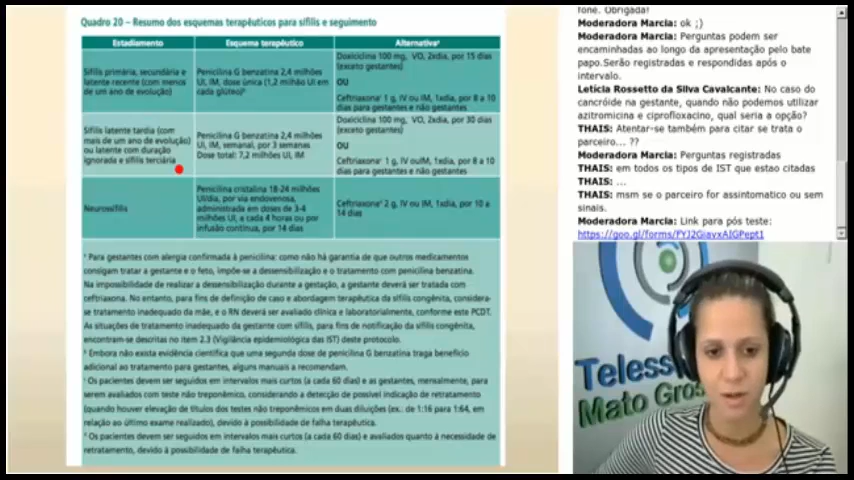 Quadro 20 – Resumo dos esquemas terapêuticos para sífilis e seguimento
Estadiamento
Esquema terapêutico
Alternativaª
Sífilis primária, secundária e
latente recente (com menos
de um ano de evolução)
Penicilina G benzatina 2,4 milhões
UI, IM, dose única (1,2 milhão UI em
cada glúteo)ᵇ
Doxiciclina 100 mg, VO, 2xdia, por 15 dias
(exceto gestantes)
OU
Ceftriaxonaᶜ 1 g, IV ou IM, 1xdia, por 8 a 10
dias para gestantes e não gestantes
Sífilis latente tardia (com
mais de um ano de evolução)
ou latente com duração
ignorada e sífilis terciária
Penicilina G benzatina 2,4 milhões
UI, IM, semanal, por 3 semanas
Dose total: 7,2 milhões UI, IM
Doxiciclina 100 mg, VO, 2xdia, por 30 dias
(exceto gestantes)
OU
Ceftriaxonaᶜ 1 g, IV ouIM, 1xdia, por 8 a 10
dias para gestantes e não gestantes
Neurossífilis
Penicilina cristalina 18-24 milhões
UI/dia, por via endovenosa,
administrada em doses de 3-4
milhões UI, a cada 4 horas ou por
infusão contínua, por 14 dias
Ceftriaxonaᵈ 2 g, IV ou IM, 1xdia, por 10 a
14 dias
ª Para gestantes com alergia confirmada à penicilina: como não há garantia de que outros medicamentos
consigam tratar a gestante e o feto, impõe-se a dessensibilização e o tratamento com penicilina benzatina.
Na impossibilidade de realizar a dessensibilização durante a gestação, a gestante deverá ser tratada com
ceftriaxona. No entanto, para fins de definição de caso e abordagem terapêutica da sífilis congênita, considera-
se tratamento inadequado da mãe, e o RN deverá ser avaliado clínica e laboratorialmente, conforme este PCDT.
As situações de tratamento inadequado da gestante com sífilis, para fins de notificação da sífilis congênita,
encontram-se descritas no item 2.3 (Vigilância epidemiológica das IST) deste protocolo.
ᵇ Embora não exista evidência científica que uma segunda dose de penicilina G benzatina traga benefício
adicional ao tratamento para gestantes, alguns manuais a recomendam.
ᶜ Os pacientes devem ser seguidos em intervalos mais curtos (a cada 60 dias) e as gestantes, mensalmente, para
serem avaliados com teste não treponêmico, considerando a detecção de possível indicação de retratamento
(quando houver elevação de títulos dos testes não treponêmicos em duas diluições (ex.: de 1:16 para 1:64, em
relação ao último exame realizado), devido à possibilidade de falha terapêutica.
ᵈ Os pacientes devem ser seguidos em intervalos mais curtos (a cada 60 dias) e avaliados quanto à necessidade de
retratamento, devido à possibilidade de falha terapêutica.
fone. Obrigada!
Moderadora Marcia: ok ;)
Moderadora Marcia: Perguntas podem ser
encaminhadas ao longo da apresentação pelo bate
papo.Serão registradas e respondidas após o
intervalo.
Letícia Rossetto da Silva Cavalcante: No caso do
cancróide na gestante, quando não podemos utilizar
azitromicina e ciprofloxacino, qual seria a opção?
THAIS: Atentar-se também para citar se trata o
parceiro... ??
Moderadora Marcia: Perguntas registradas
THAIS: em todos os tipos de IST que estao citadas
THAIS: ...
THAIS: msm se o parceiro for assintomatico ou sem
sinais.
Moderadora Marcia: Link para pós teste:
https://goo.gl/forms/FYJ2GiavxAIGPept1
Teless
Mato Gros